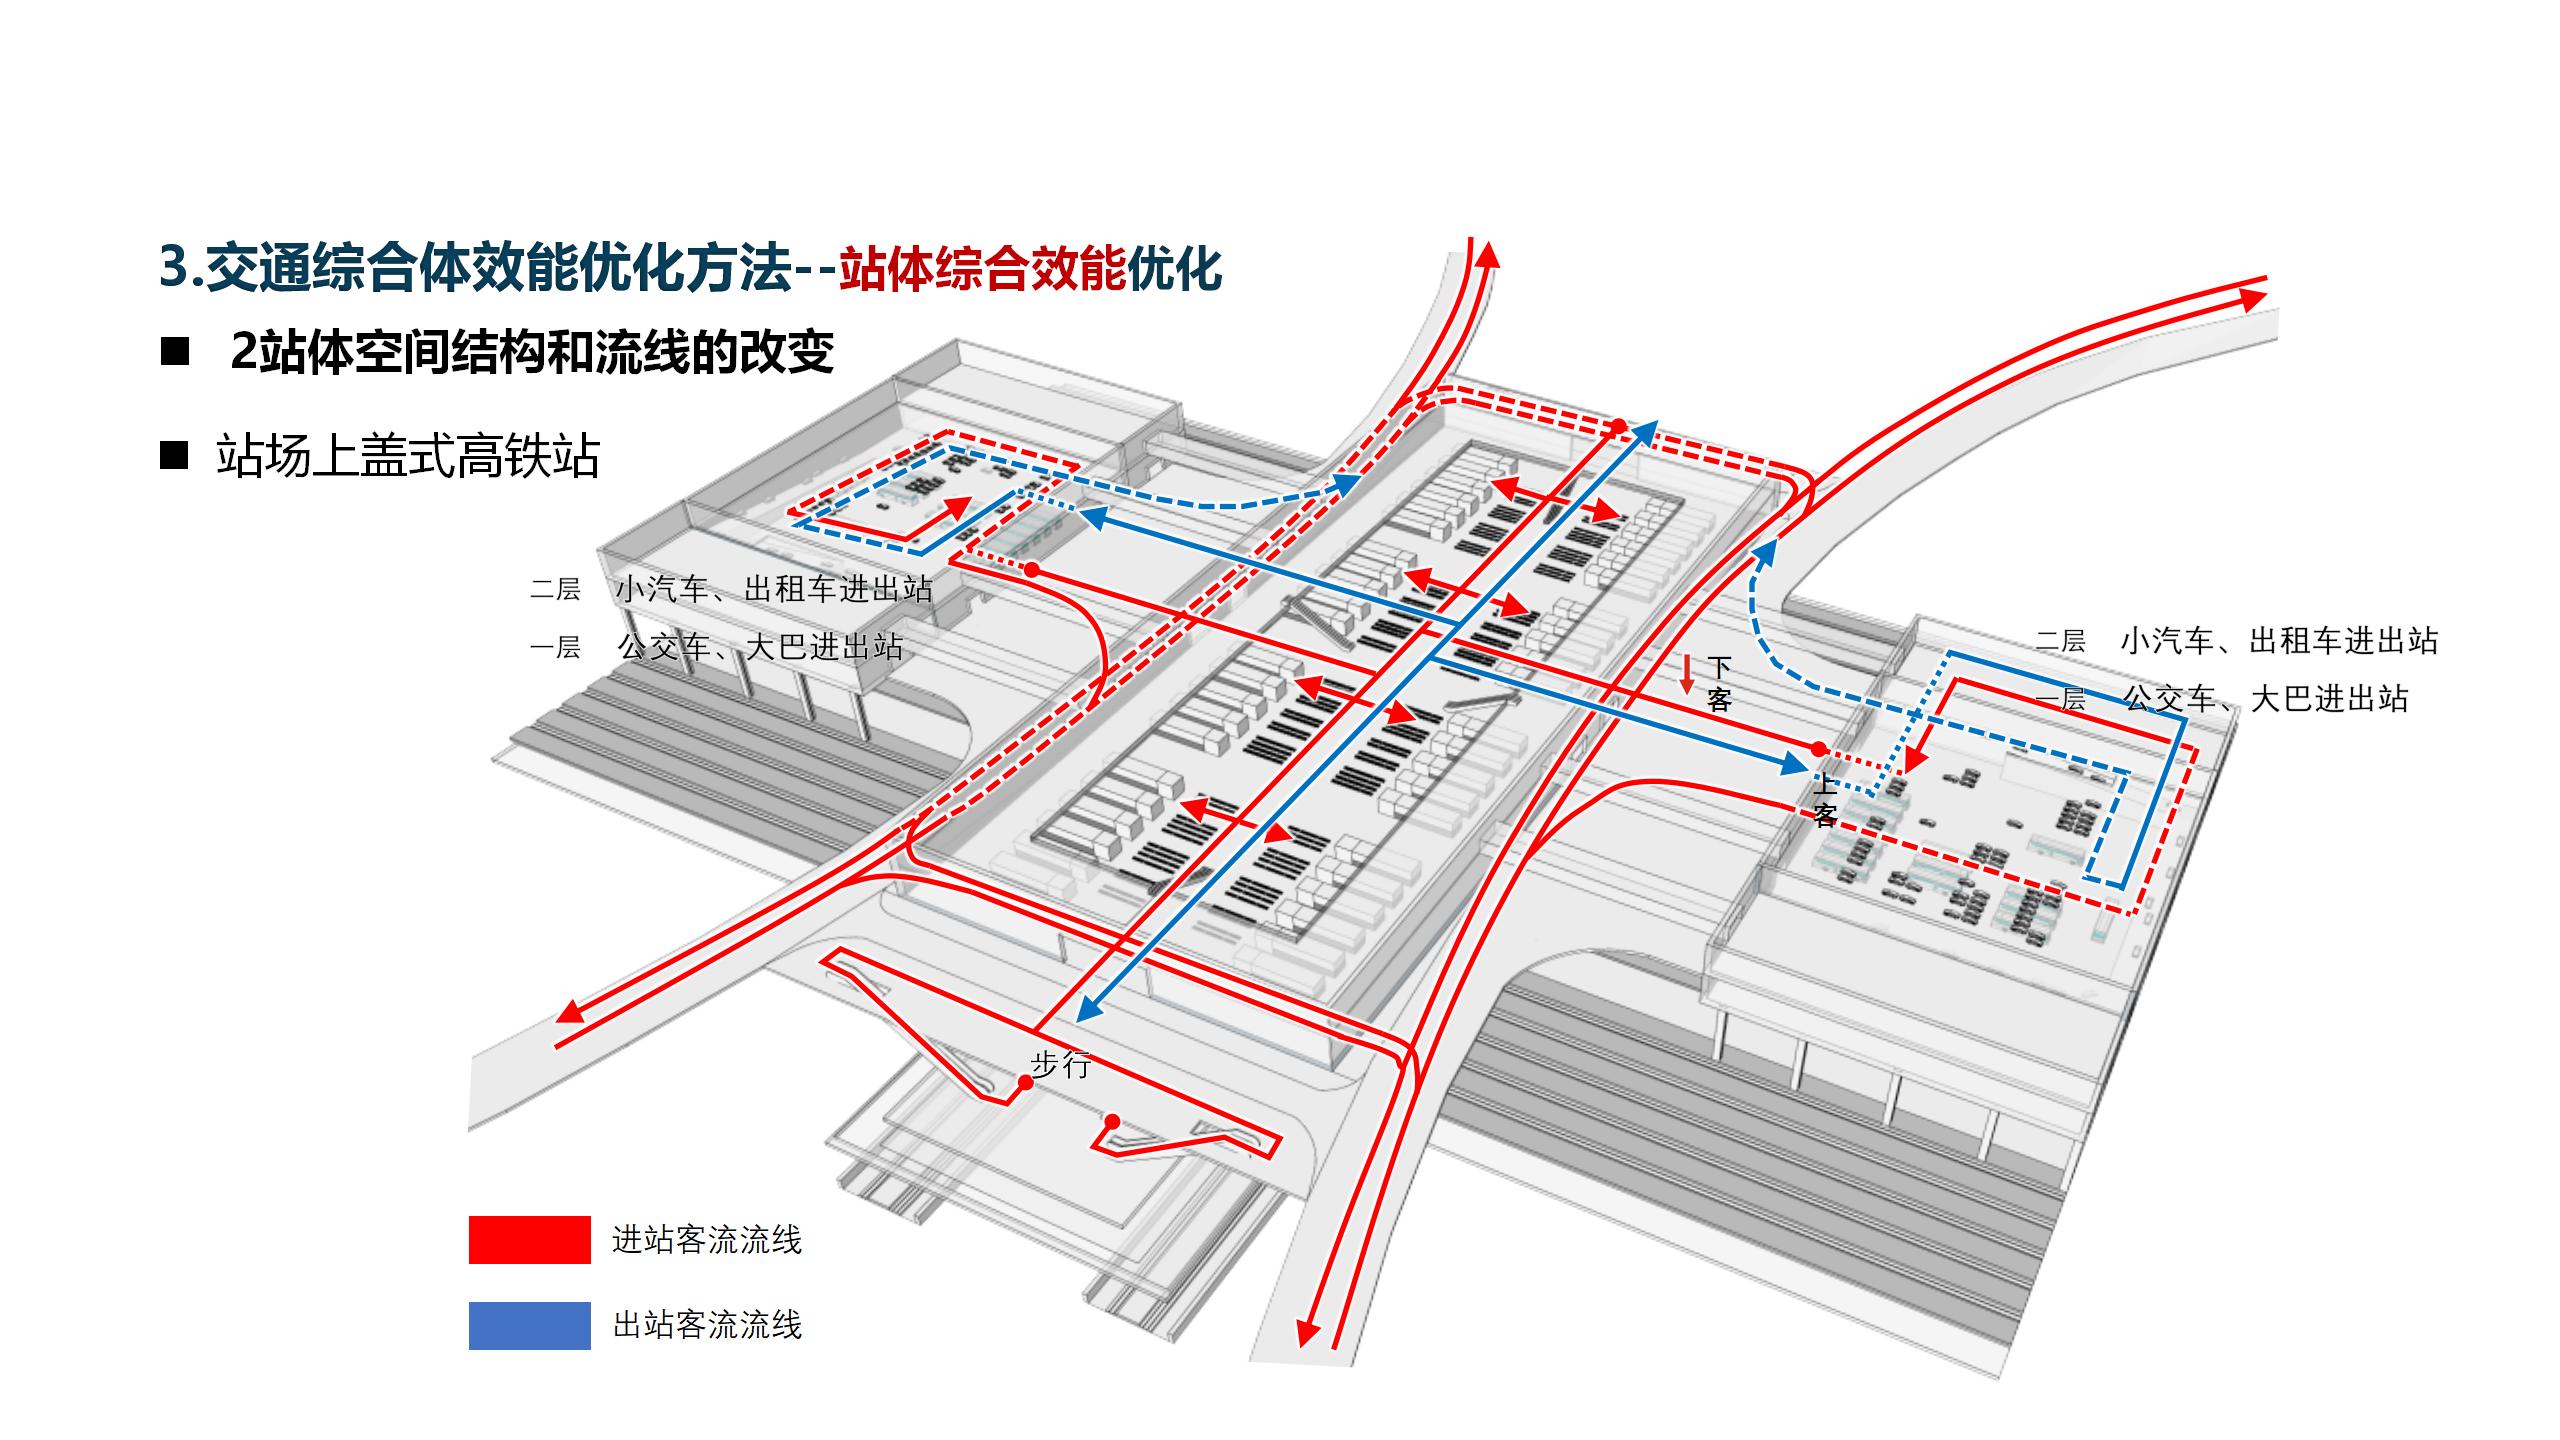 3.交通综合体效能优化方法--站体综合效能优化
■ 2站体空间结构和流线的改变
■ 站场上盖式高铁站
二层 小汽车、出租车进出站
一层 公交车、大巴进出站
二层 小汽车、出租车进出站
一层 公交车、大巴进出站
下
客
上
客
步行
进站客流流线
出站客流流线